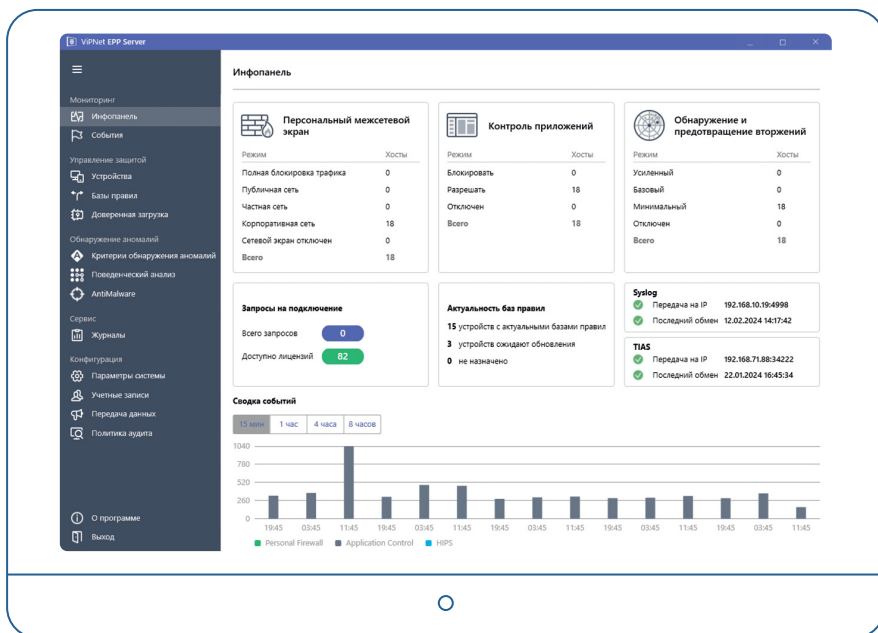 ViPNet EPP Server
Мониторинг
Инфопанель
События
Управление защитой
Устройства
Базы правил
Доверенная загрузка
Обнаружение аномалий
Критерии обнаружения аномалий
Поведенческий анализ
AntiMalware
Сервис
Журналы
Конфигурация
Параметры системы
Учетные записи
Передача данных
Политика аудита
О программе
Выход
Инфопанель
Персональный межсетевой
экран
Режим Хосты
Полная блокировка трафика 0
Публичная сеть 0
Частная сеть 0
Корпоративная сеть 18
Сетевой экран отключен 0
Всего 18
Контроль приложений
Режим Хосты
Блокировать 0
Разрешать 18
Отключен 0
Всего 18
Обнаружение и
предотвращение вторжений
Режим Хосты
Усиленный 0
Базовый 0
Минимальный 18
Отключен 0
Всего 18
Запросы на подключение
Всего запросов 0
Доступно лицензий 82
Актуальность баз правил
15 устройств с актуальными базами правил
3 устройств ожидают обновления
0 не назначено
Syslog
Передача на IP 192.168.10.19:4998
Последний обмен 12.02.2024 14:17:42
TIAS
Передача на IP 192.168.71.88:34222
Последний обмен 22.01.2024 16:45:34
Сводка событий
15 мин 1 час 4 часа 8 часов
1040
780
520
260
0
19:45 03:45 11:45 19:45 03:45 11:45 19:45 03:45 11:45 19:45 03:45 11:45 19:45 03:45 11:45
Personal Firewall Application Control HIPS